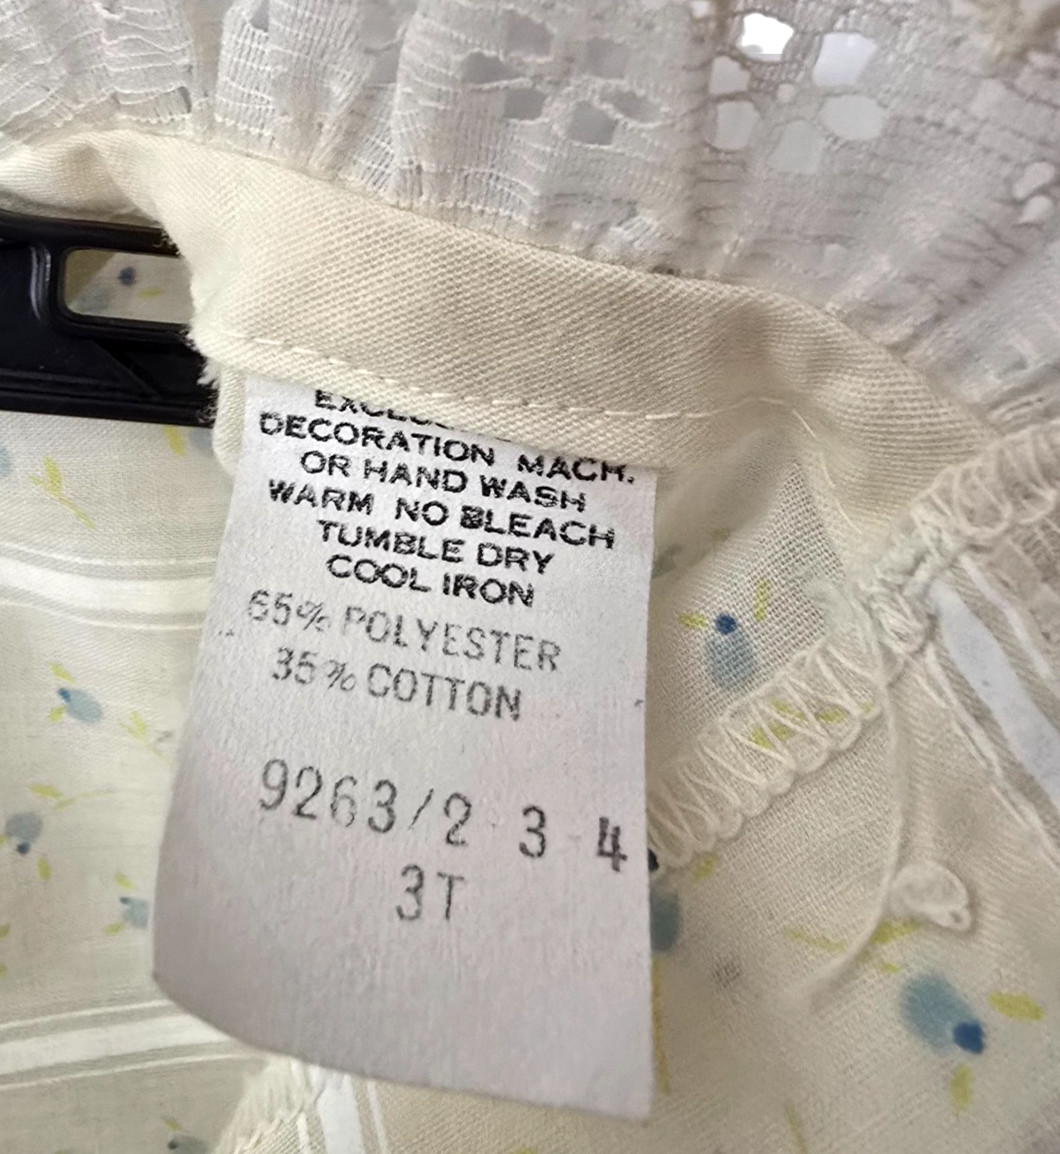 DECORATION MACH.
OR HAND WASH
WARM NO BLEACH
TUMBLE DRY
COOL IRON
65% POLYESTER
35% COTTON
9263/2 3 4
3T